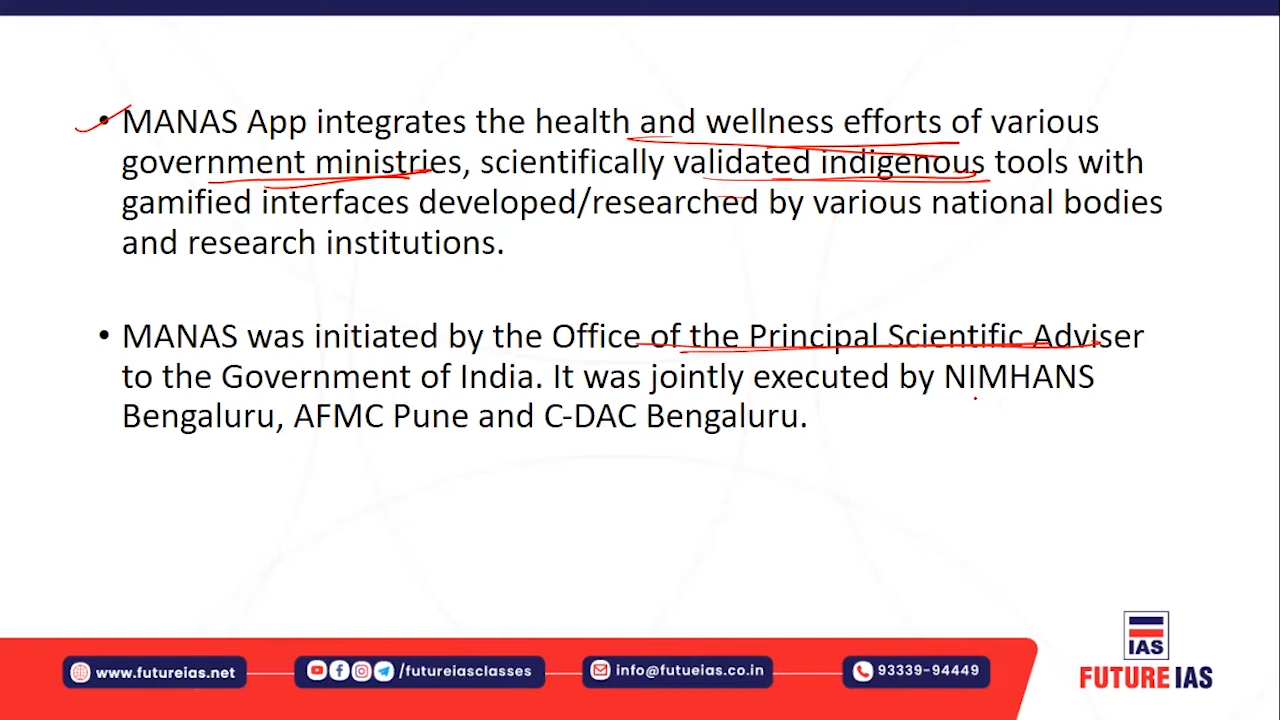 • MANAS App integrates the health and wellness efforts of various
government ministries, scientifically validated indigenous tools with
gamified interfaces developed/researched by various national bodies
and research institutions.
• MANAS was initiated by the Office of the Principal Scientific Adviser
to the Government of India. It was jointly executed by NIMHANS
Bengaluru, AFMC Pune and C-DAC Bengaluru.
IAS
FUTURE IAS
www.futureias.net
/futureiasclasses
info@futueias.co.in
93339-94449